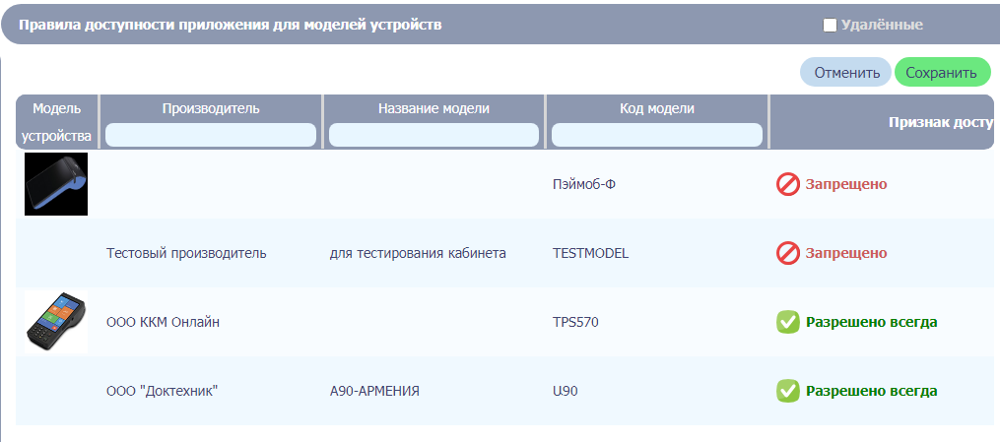 Правила доступности приложения для моделей устройств
Удалённые
Отменить Сохранить
Модель устройства Производитель Название модели Код модели Признак досту
Пэймоб-Ф Запрещено
Тестовый производитель для тестирования кабинета TESTMODEL Запрещено
ООО ККМ Онлайн TPS570 Разрешено всегда
ООО "Доктехник" A90-АРМЕНИЯ U90 Разрешено всегда